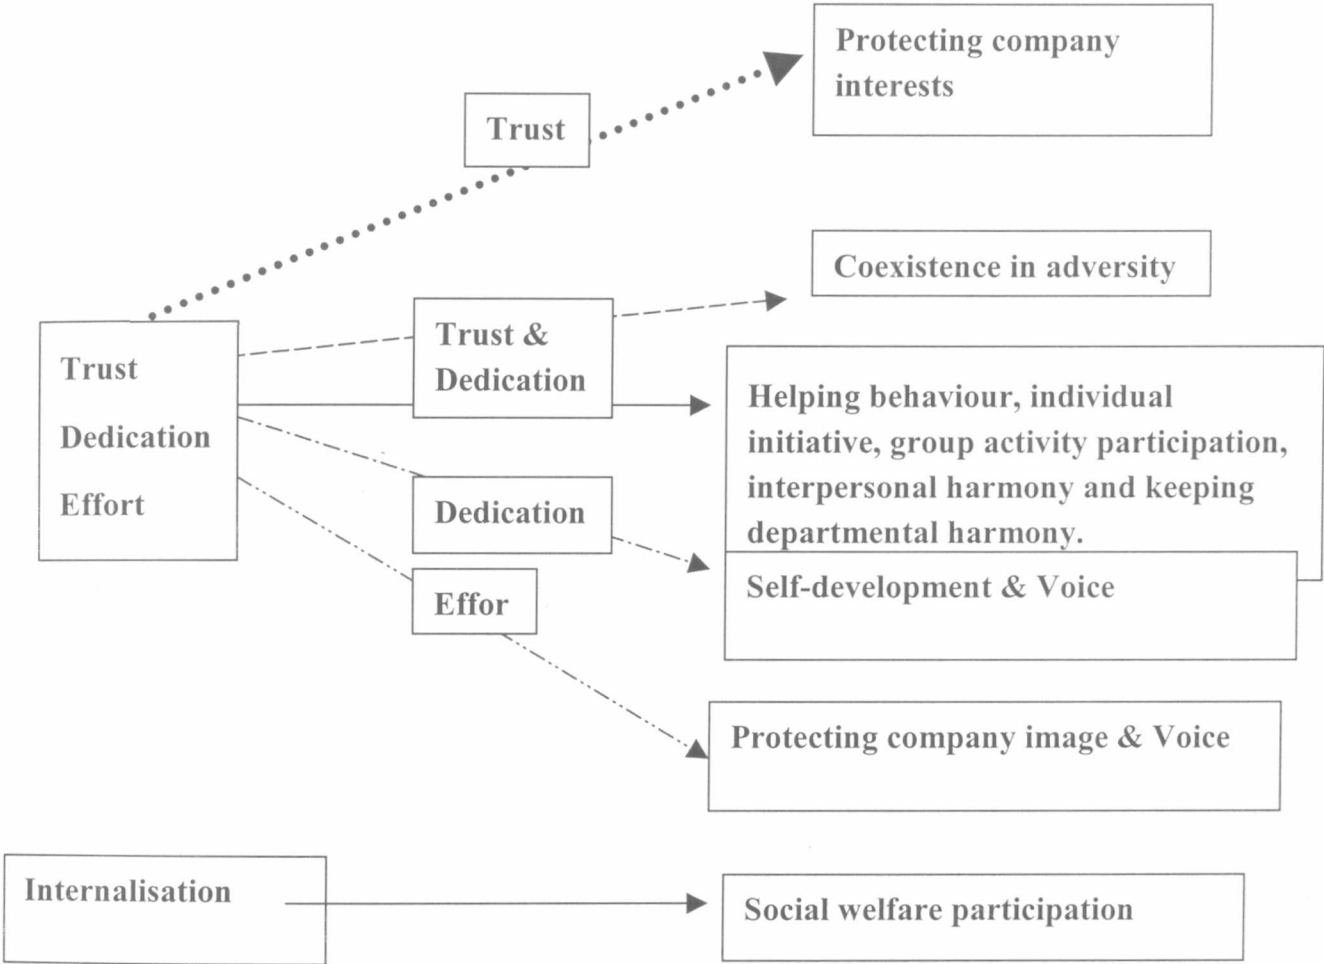 Protecting company
interests
Trust
Coexistence in adversity
Trust &
Dedication
Trust
Dedication
Effort
Helping behaviour, individual
initiative, group activity participation,
interpersonal harmony and keeping
departmental harmony.
Dedication
Self-development & Voice
Effor
Protecting company image & Voice
Internalisation
Social welfare participation